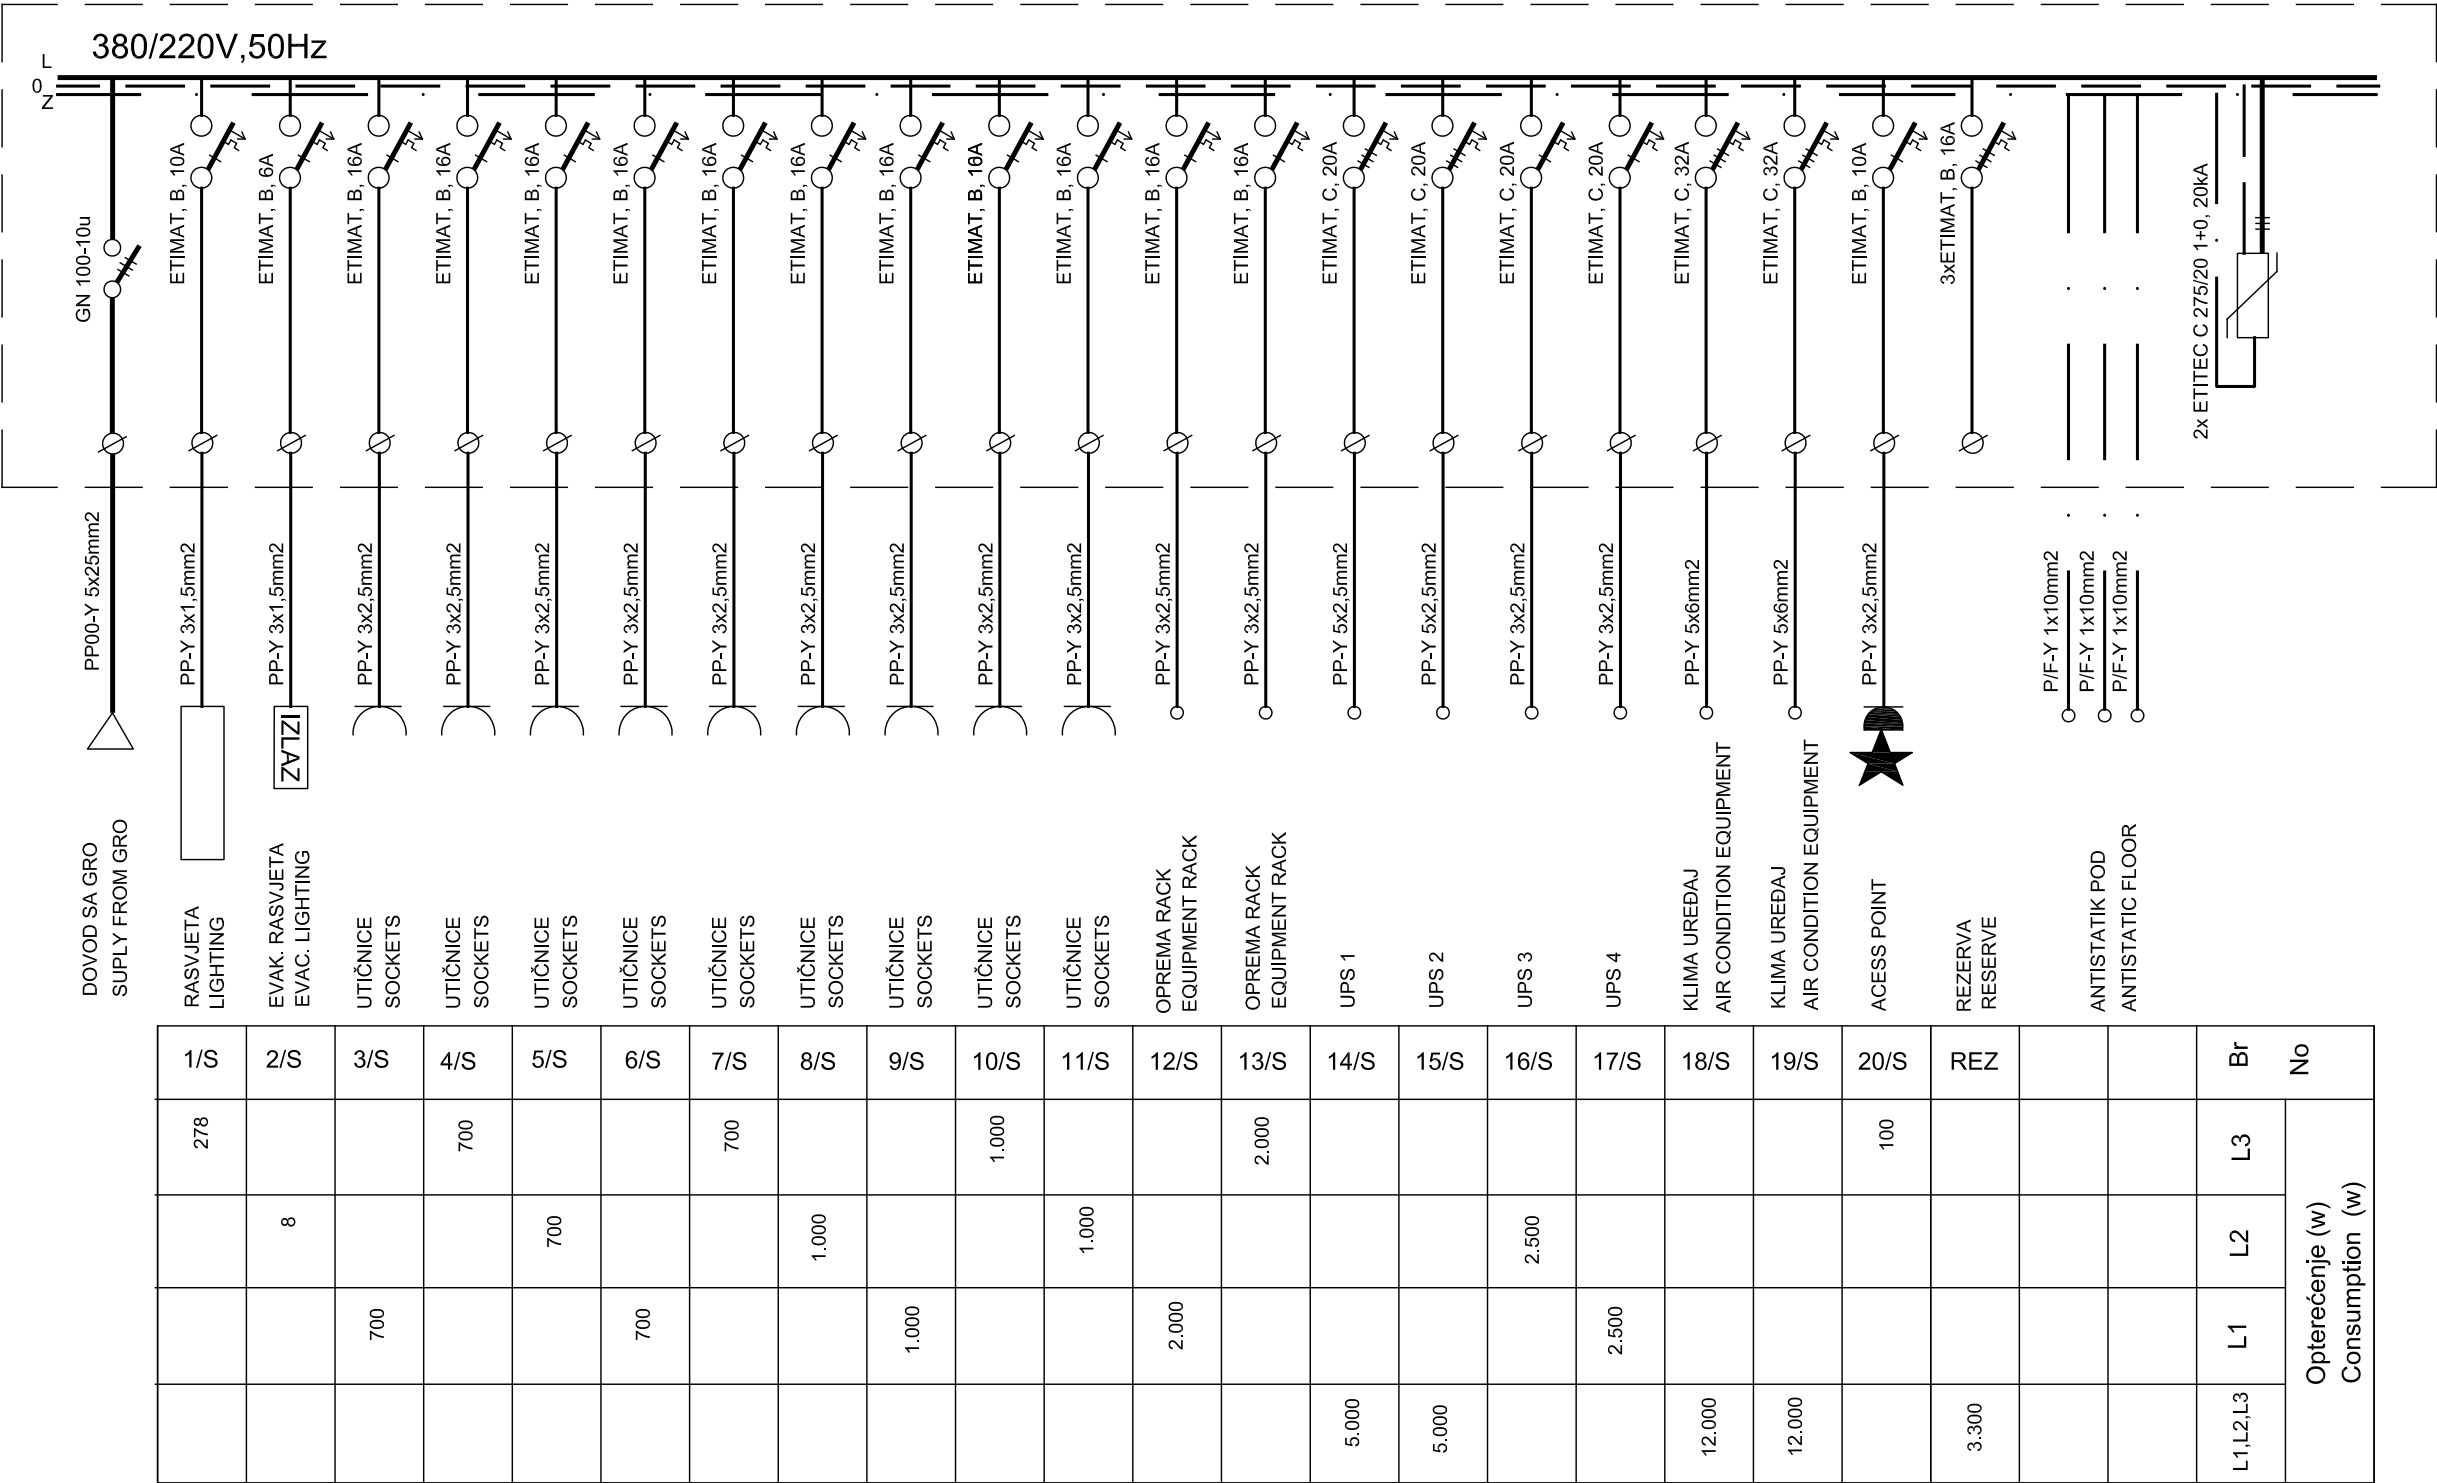 380/220V,50Hz
L
0
Z
GN 100-10u
ETIMAT, B, 10A
ETIMAT, B, 6A
ETIMAT, B, 16A
ETIMAT, B, 16A
ETIMAT, B, 16A
ETIMAT, B, 16A
ETIMAT, B, 16A
ETIMAT, B, 16A
ETIMAT, B, 16A
ETIMAT, B,
ETIMAT, B, 16A
ETIMAT, B, 16A
ETIMAT, B, 16A
ETIMAT, C, 20A
ETIMAT, C, 20A
ETIMAT, C, 20A
ETIMAT, C, 20A
ETIMAT, C, 32A
ETIMAT, C, 32A
ETIMAT, B, 10A
3xETIMAT, B, 16A
2x ETITEC C 275/20 1+0, 20kA
PP00-Y 5x25mm2
PP-Y 3x1,5mm2
PP-Y 3x1,5mm2
PP-Y 3x2,5mm2
PP-Y 3x2,5mm2
PP-Y 3x2,5mm2
PP-Y 3x2,5mm2
PP-Y 3x2,5mm2
PP-Y 3x2,5mm2
PP-Y 3x2,5mm2
PP-Y 3x2,5mm2
PP-Y 3x2,5mm2
PP-Y 3x2,5mm2
PP-Y 3x2,5mm2
PP-Y 5x2,5mm2
PP-Y 5x2,5mm2
PP-Y 3x2,5mm2
PP-Y 3x2,5mm2
PP-Y 5x6mm2
PP-Y 5x6mm2
PP-Y 3x2,5mm2
P/F-Y 1x10mm2
P/F-Y 1x10mm2
P/F-Y 1x10mm2
IZLAZ
DOVOD SA GRO
SUPLY FROM GRO
RASVJETA
LIGHTING
EVAK. RASVJETA
EVAC. LIGHTING
UTIČNICE
SOCKETS
UTIČNICE
SOCKETS
UTIČNICE
SOCKETS
UTIČNICE
SOCKETS
UTIČNICE
SOCKETS
UTIČNICE
SOCKETS
UTIČNICE
SOCKETS
UTIČNICE
SOCKETS
UTIČNICE
SOCKETS
OPREMA RACK
EQUIPMENT RACK
OPREMA RACK
EQUIPMENT RACK
UPS 1
UPS 2
UPS 3
UPS 4
KLIMA UREĐAJ
AIR CONDITION EQUIPMENT
KLIMA UREĐAJ
AIR CONDITION EQUIPMENT
ACESS POINT
REZERVA
RESERVE
ANTISTATIK POD
ANTISTATIC FLOOR
1/S 2/S 3/S 4/S 5/S 6/S 7/S 8/S 9/S 10/S 11/S 12/S 13/S 14/S 15/S 16/S 17/S 18/S 19/S 20/S REZ Br No
278 700 700 1.000 2.000 100 L3
8 700 1.000 1.000 2.500 L2
700 700 1.000 2.000 2.500 L1
5.000 5.000 12.000 12.000 3.300 L1,L2,L3
Opterećenje (w)
Consumption (w)